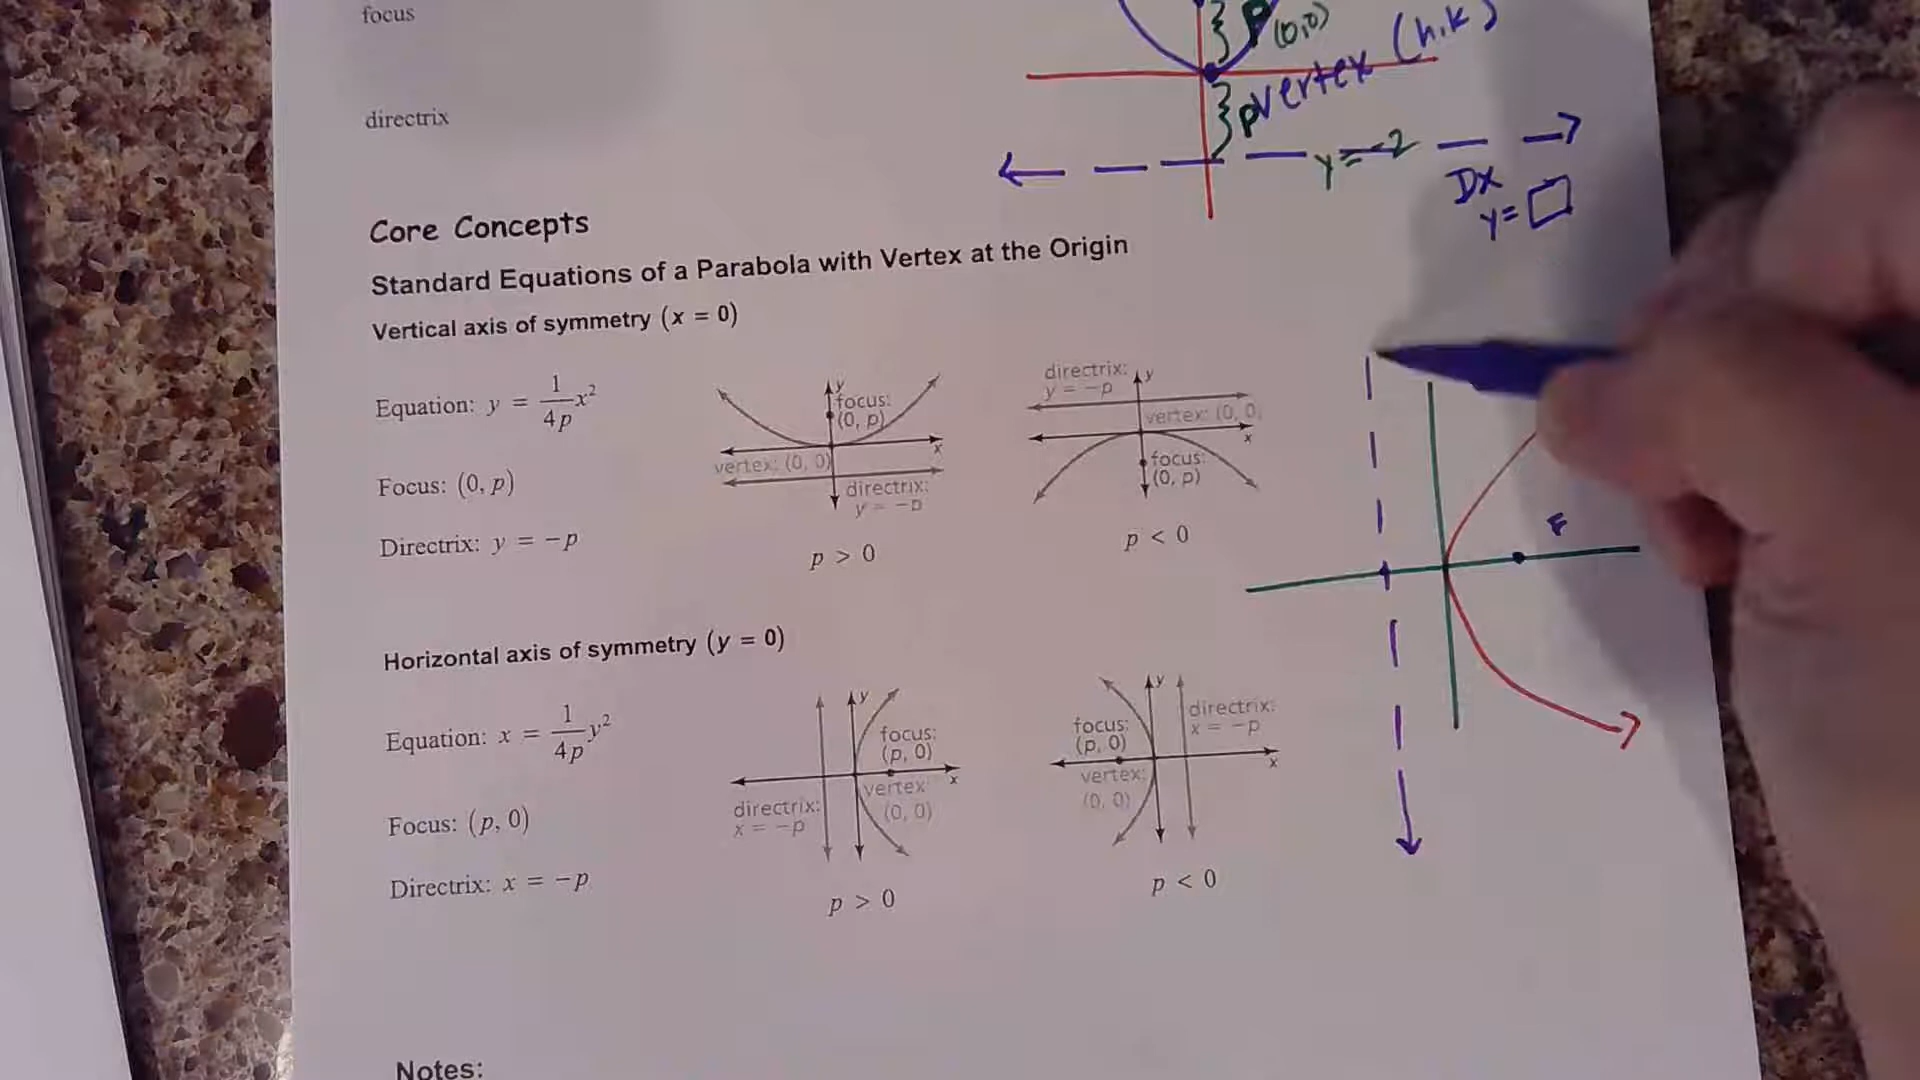 focus
P
(0,0)
vertex (h,k)
directrix
P
y=-2
Dx
y=
Core Concepts
Standard Equations of a Parabola with Vertex at the Origin
Vertical axis of symmetry (x = 0)
Equation: y = 1/4p x²
Focus: (0, p)
Directrix: y = −p
y
focus:
(0, p)
x
vertex: (0, 0)
directrix:
y = −p
p > 0
directrix:
y = −p
y
vertex: (0, 0
x
focus:
(0, p)
p < 0
F
Horizontal axis of symmetry (y = 0)
Equation: x = 1/4p y²
Focus: (p, 0)
Directrix: x = −p
y
focus:
(p, 0)
x
vertex:
(0, 0)
directrix:
x = −p
p > 0
y
directrix:
x = −p
focus:
(p, 0)
x
vertex:
(0, 0)
p < 0
Notes: